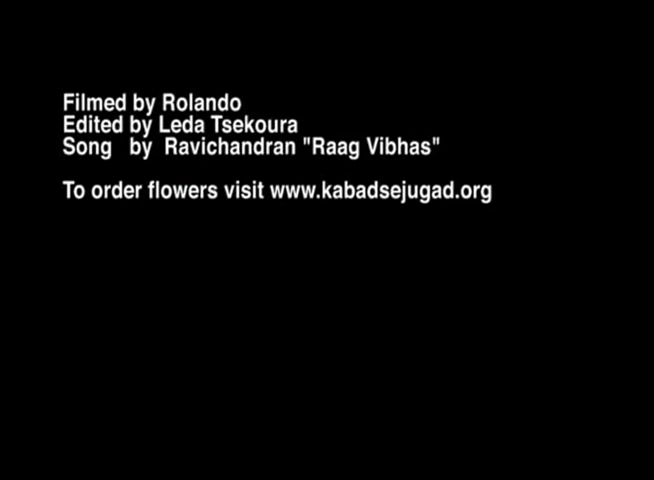 Filmed by Rolando
Edited by Leda Tsekoura
Song by Ravichandran "Raag Vibhas"
To order flowers visit www.kabadsejugad.org